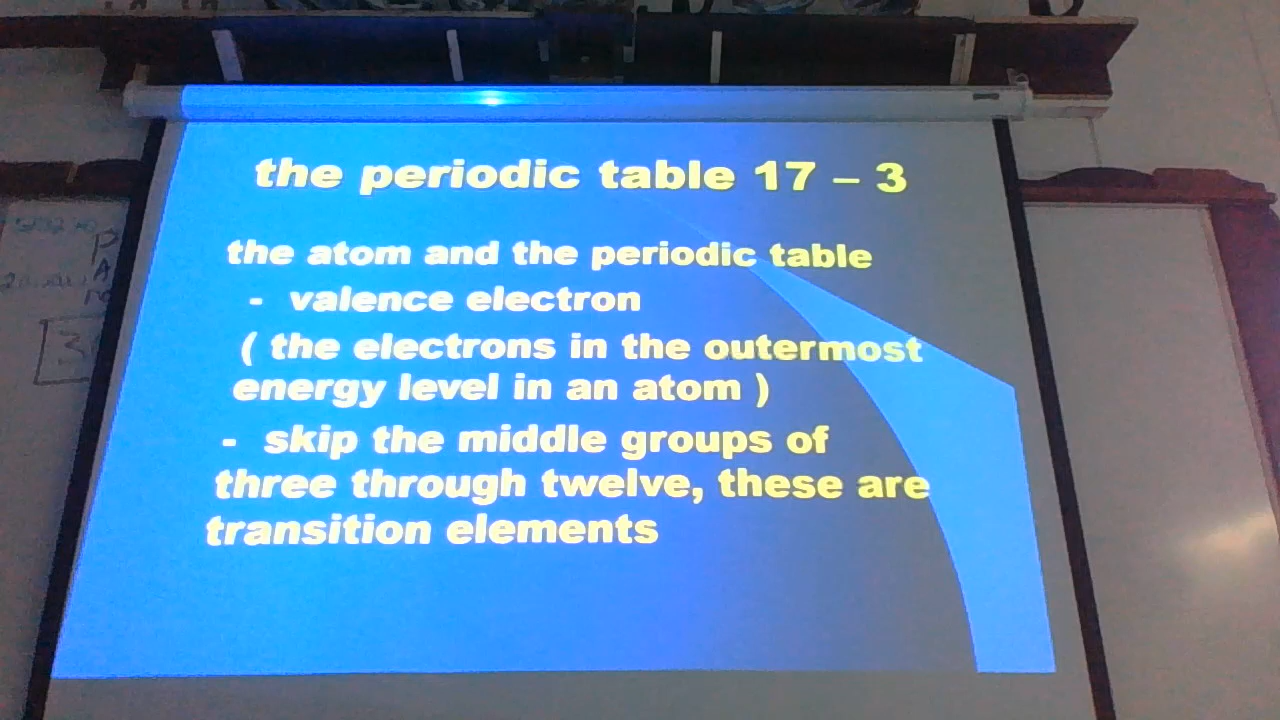 the periodic table 17 – 3
the atom and the periodic table
- valence electron
( the electrons in the outermost
energy level in an atom )
- skip the middle groups of
three through twelve, these are
transition elements